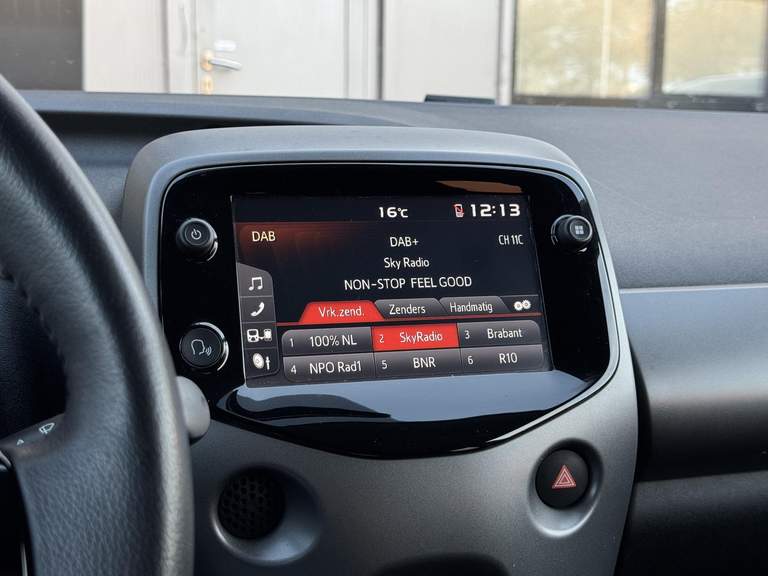 16°C 12:13
DAB DAB+ CH 11C
Sky Radio
NON-STOP FEEL GOOD
Vrk.zend. Zenders Handmatig
1 100% NL 2 SkyRadio 3 Brabant
4 NPO Rad1 5 BNR 6 R10